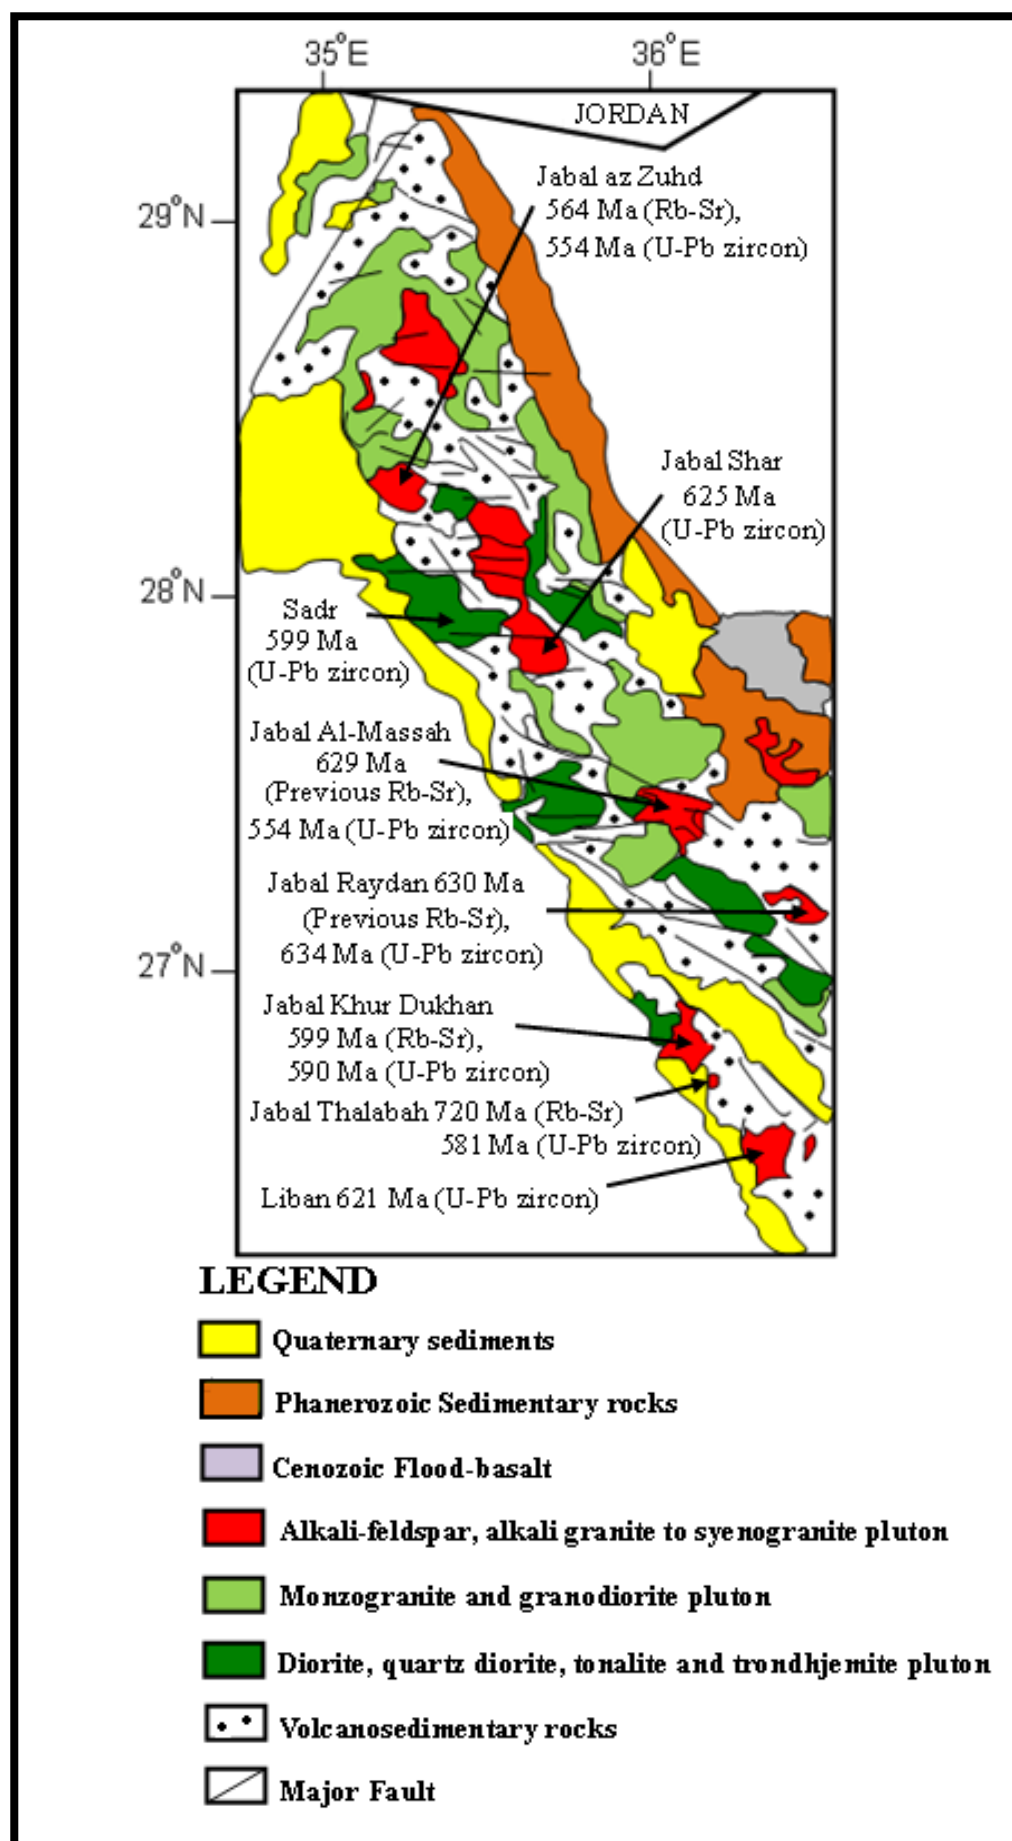 35°E 36°E
JORDAN
Jabal az Zuhd
564 Ma (Rb-Sr),
554 Ma (U-Pb zircon)
29°N
Jabal Shar
625 Ma
(U-Pb zircon)
28°N
Sadr
599 Ma
(U-Pb zircon)
Jabal Al-Massah
629 Ma
(Previous Rb-Sr),
554 Ma (U-Pb zircon)
Jabal Raydan 630 Ma
(Previous Rb-Sr),
634 Ma (U-Pb zircon)
27°N
Jabal Khur Dukhan
599 Ma (Rb-Sr),
590 Ma (U-Pb zircon)
Jabal Thalabah 720 Ma (Rb-Sr)
581 Ma (U-Pb zircon)
Liban 621 Ma (U-Pb zircon)
LEGEND
Quaternary sediments
Phanerozoic Sedimentary rocks
Cenozoic Flood-basalt
Alkali-feldspar, alkali granite to syenogranite pluton
Monzogranite and granodiorite pluton
Diorite, quartz diorite, tonalite and trondhjemite pluton
Volcanosedimentary rocks
Major Fault